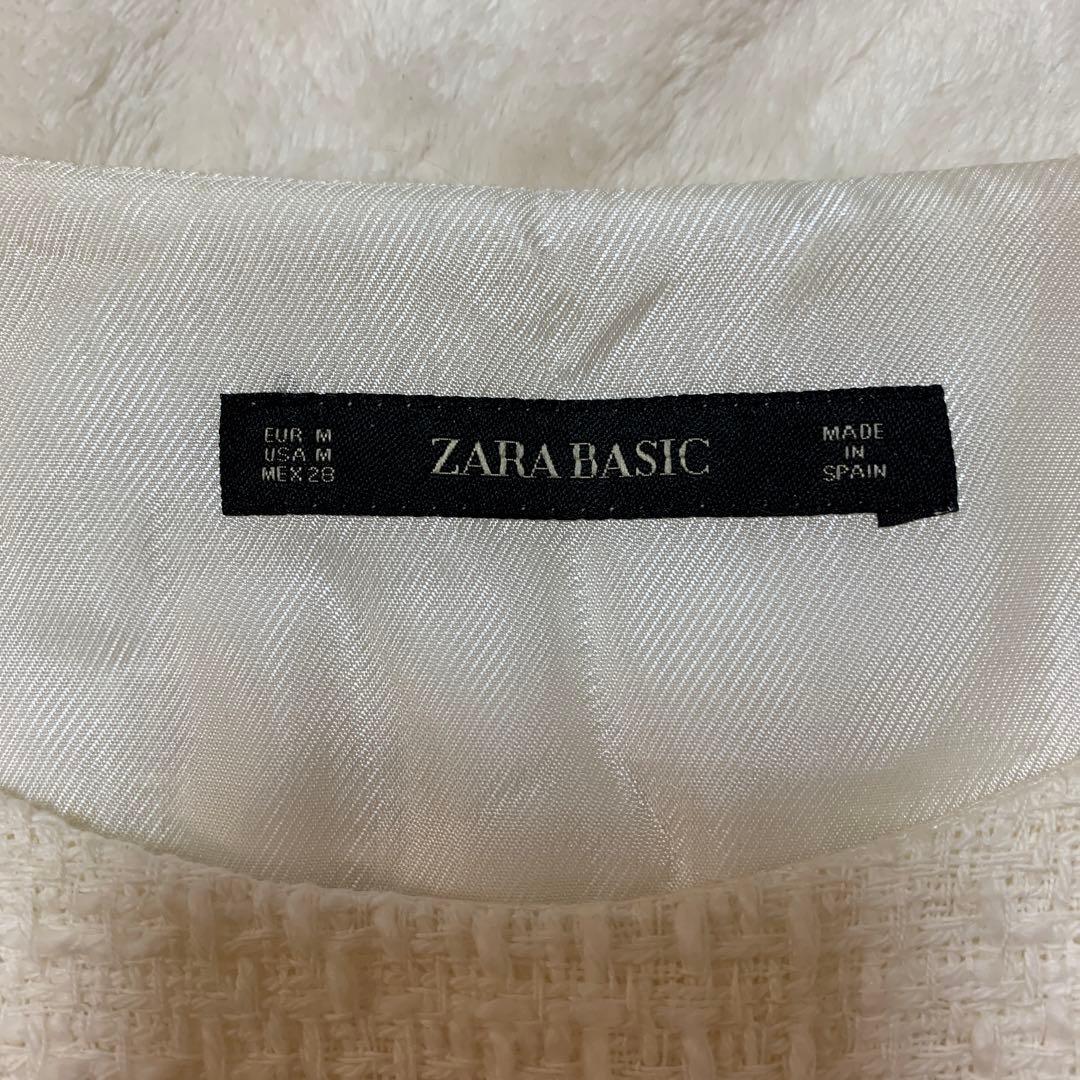 EUR M
USA M
MEX 28
ZARA BASIC
MADE
IN
SPAIN